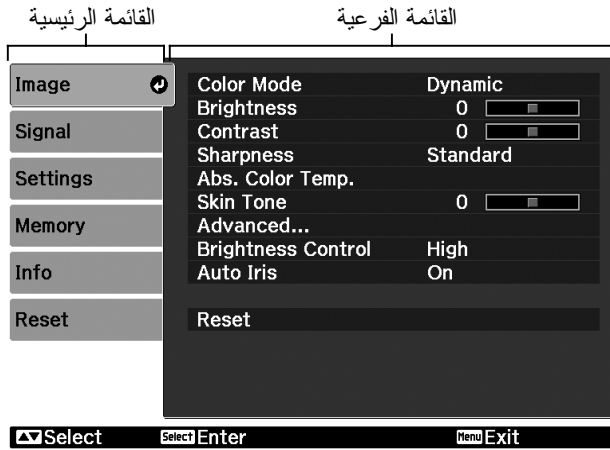 القائمة الرئيسية
القائمة الفرعية
Image
Signal
Settings
Memory
Info
Reset
Color Mode Dynamic
Brightness 0
Contrast 0
Sharpness Standard
Abs. Color Temp.
Skin Tone 0
Advanced...
Brightness Control High
Auto Iris On
Reset
Select Select Enter Menu Exit